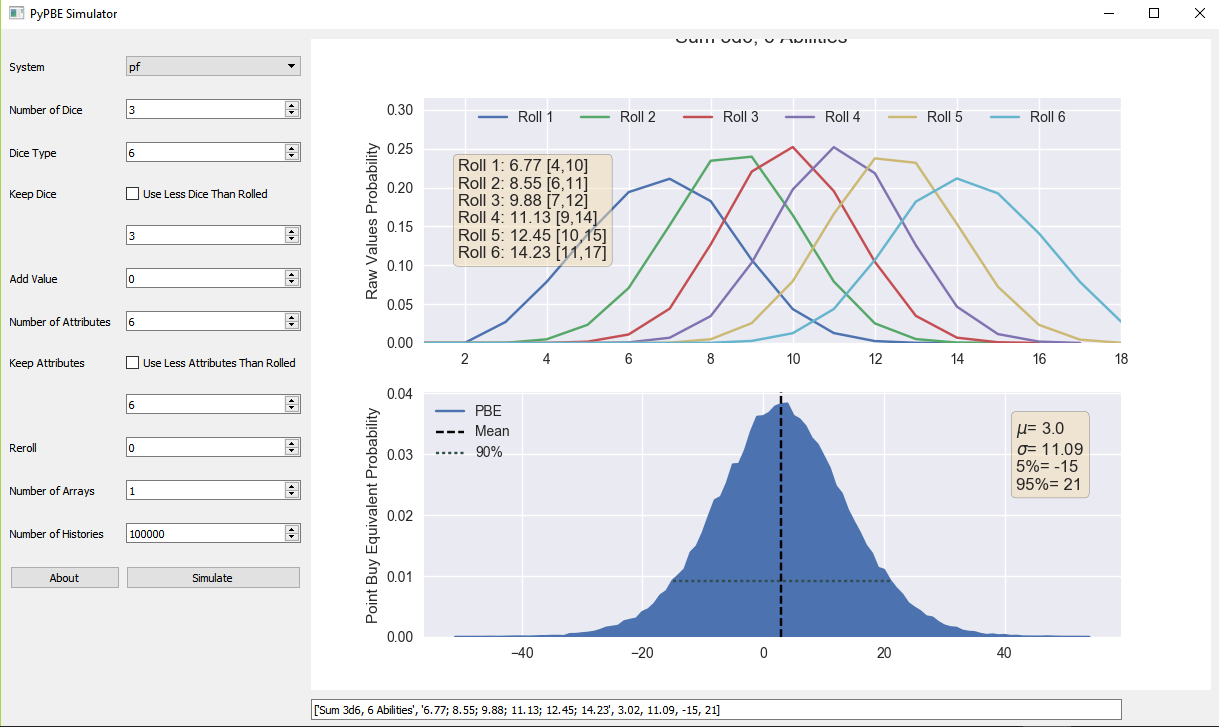 PyPBE Simulator
System
pf
Number of Dice
3
Dice Type
6
Keep Dice
Use Less Dice Than Rolled
3
Add Value
0
Number of Attributes
6
Keep Attributes
Use Less Attributes Than Rolled
6
Reroll
0
Number of Arrays
1
Number of Histories
100000
About
Simulate
Sum 3d6, 6 Abilities
Raw Values Probability
0.30
0.25
0.20
0.15
0.10
0.05
0.00
Roll 1
Roll 2
Roll 3
Roll 4
Roll 5
Roll 6
Roll 1: 6.77 [4,10]
Roll 2: 8.55 [6,11]
Roll 3: 9.88 [7,12]
Roll 4: 11.13 [9,14]
Roll 5: 12.45 [10,15]
Roll 6: 14.23 [11,17]
2 4 6 8 10 12 14 16 18
Point Buy Equivalent Probability
0.04
0.03
0.02
0.01
0.00
PBE
Mean
90%
μ= 3.0
σ= 11.09
5%= -15
95%= 21
−40 −20 0 20 40
['Sum 3d6, 6 Abilities', '6.77; 8.55; 9.88; 11.13; 12.45; 14.23', 3.02, 11.09, -15, 21]